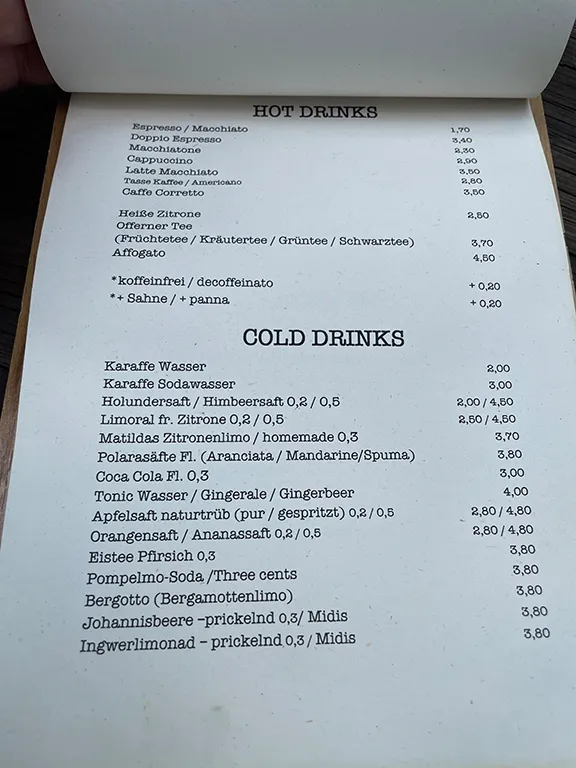 HOT DRINKS
Espresso / Macchiato 1,70
Doppio Espresso 3,40
Macchiatone 2,30
Cappuccino 2,90
Latte Macchiato 3,50
Tasse Kaffee / Americano 2,80
Caffe Corretto 3,50
Heiße Zitrone 2,50
Offerner Tee
(Früchtetee / Kräutertee / Grüntee / Schwarztee) 3,70
Affogato 4,50
*koffeinfrei / decoffeinato + 0,20
*+ Sahne / + panna + 0,20
COLD DRINKS
Karaffe Wasser 2,00
Karaffe Sodawasser 3,00
Holundersaft / Himbeersaft 0,2 / 0,5 2,00 / 4,50
Limoral fr. Zitrone 0,2 / 0,5 2,50 / 4,50
Matildas Zitronenlimo / homemade 0,3 3,70
Polarasäfte Fl. (Aranciata / Mandarine/Spuma) 3,80
Coca Cola Fl. 0,3 3,00
Tonic Wasser / Gingerale / Gingerbeer 4,00
Apfelsaft naturtrüb (pur / gespritzt) 0,2 / 0,5 2,80 / 4,80
Orangensaft / Ananassaft 0,2 / 0,5 2,80 / 4,80
Eistee Pfirsich 0,3 3,80
Pompelmo-Soda /Three cents 3,80
Bergotto (Bergamottenlimo) 3,80
Johannisbeere –prickelnd 0,3/ Midis 3,80
Ingwerlimonad – prickelnd 0,3 / Midis 3,80